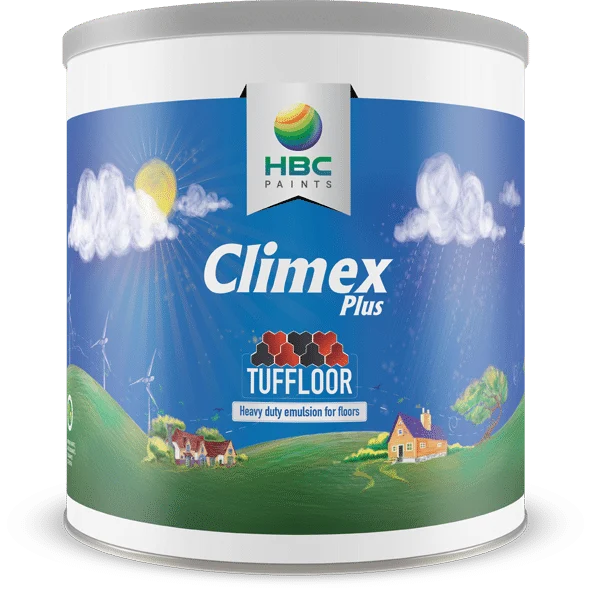 HBC
PAINTS
Climex
Plus
TUFFLOOR
Heavy duty emulsion for floors